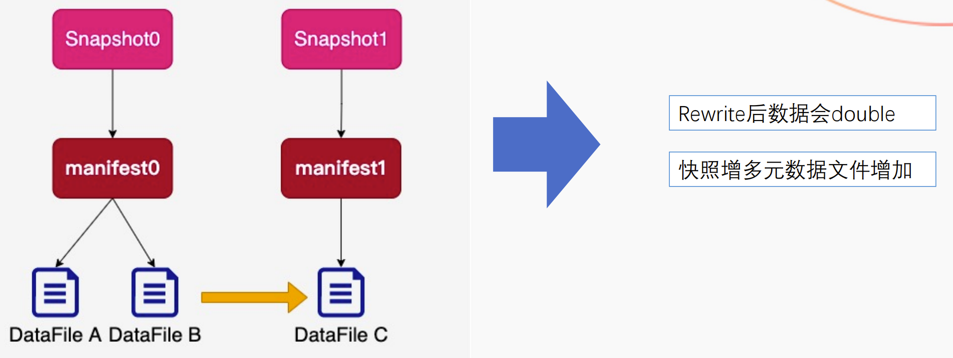 Snapshot0
Snapshot1
manifest0
manifest1
DataFile A
DataFile B
DataFile C
Rewrite后数据会double
快照增多元数据文件增加